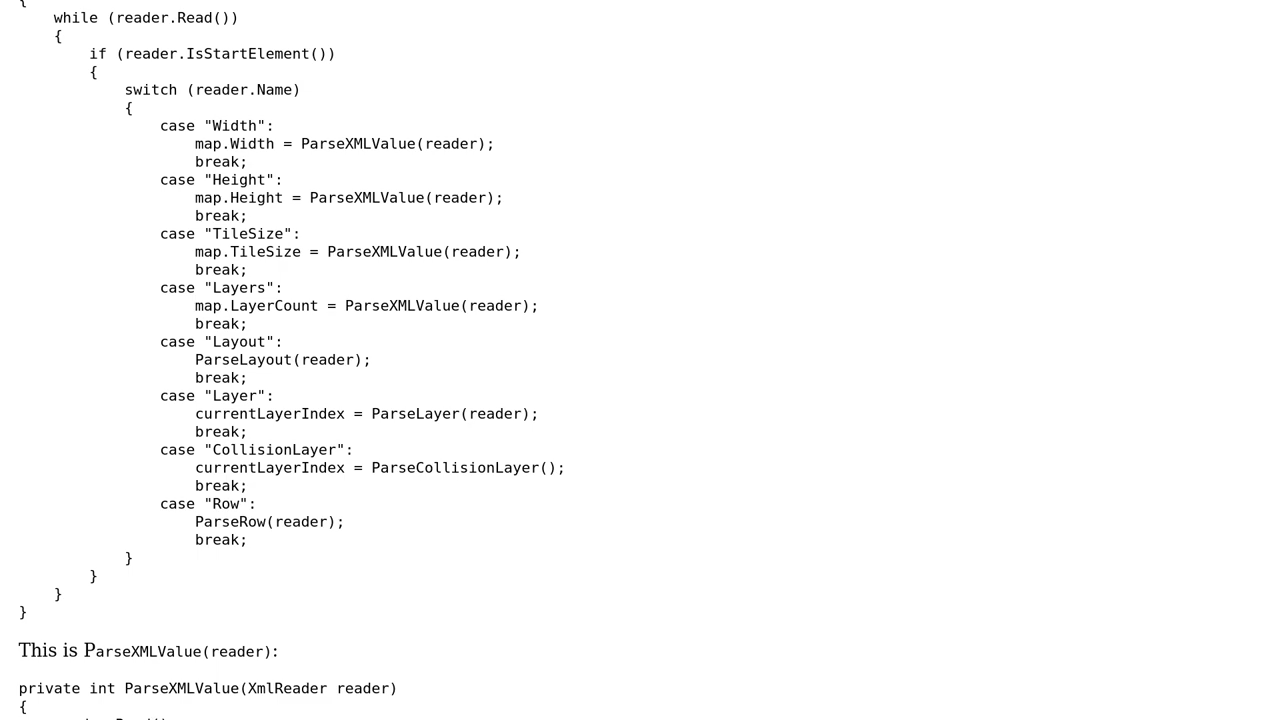 {
    while (reader.Read())
    {
        if (reader.IsStartElement())
        {
            switch (reader.Name)
            {
                case "Width":
                    map.Width = ParseXMLValue(reader);
                    break;
                case "Height":
                    map.Height = ParseXMLValue(reader);
                    break;
                case "TileSize":
                    map.TileSize = ParseXMLValue(reader);
                    break;
                case "Layers":
                    map.LayerCount = ParseXMLValue(reader);
                    break;
                case "Layout":
                    ParseLayout(reader);
                    break;
                case "Layer":
                    currentLayerIndex = ParseLayer(reader);
                    break;
                case "CollisionLayer":
                    currentLayerIndex = ParseCollisionLayer();
                    break;
                case "Row":
                    ParseRow(reader);
                    break;
            }
        }
    }
}
This is ParseXMLValue(reader):
private int ParseXMLValue(XmlReader reader)
{